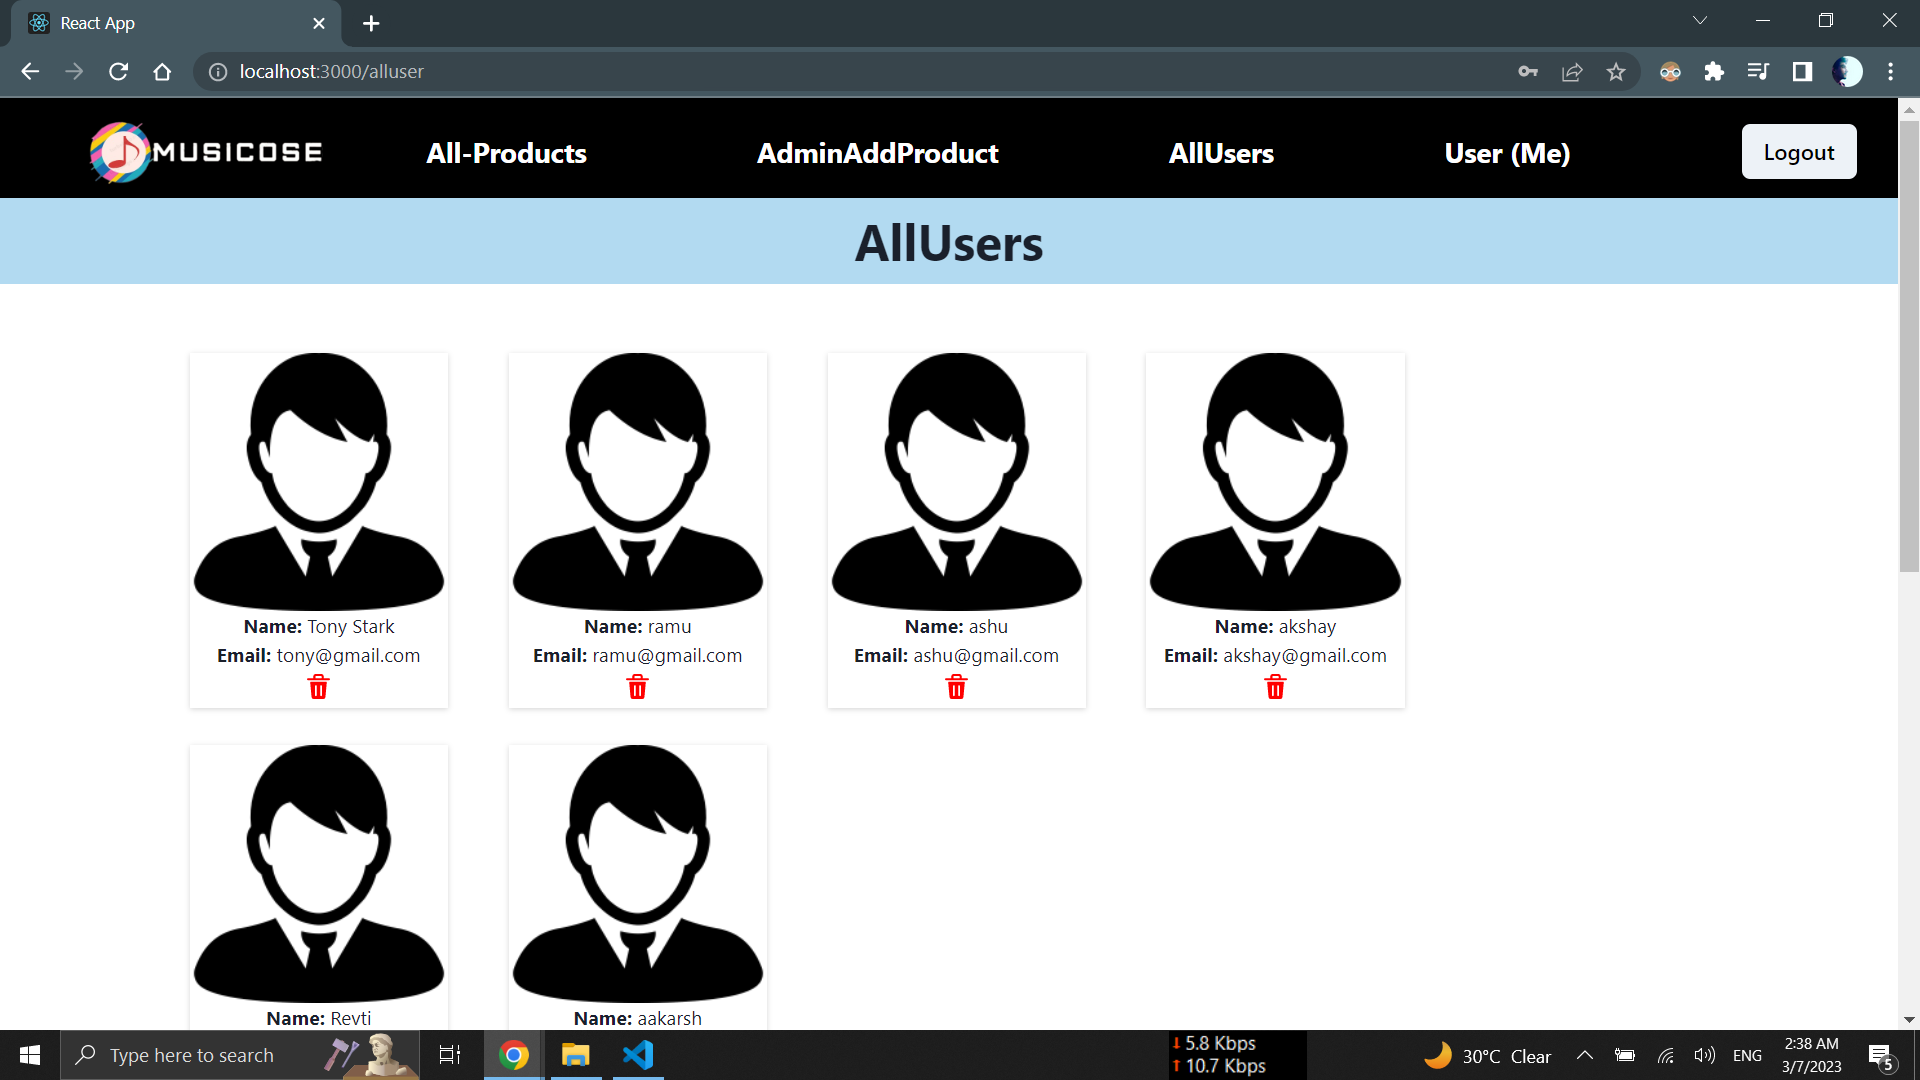 React App
localhost:3000/alluser
MUSICOSE
All-Products
AdminAddProduct
AllUsers
User (Me)
Logout
AllUsers
Name: Tony Stark
Email: tony@gmail.com
Name: ramu
Email: ramu@gmail.com
Name: ashu
Email: ashu@gmail.com
Name: akshay
Email: akshay@gmail.com
Name: Revti
Name: aakarsh
Type here to search
5.8 Kbps
10.7 Kbps
30°C Clear
ENG
2:38 AM
3/7/2023
5